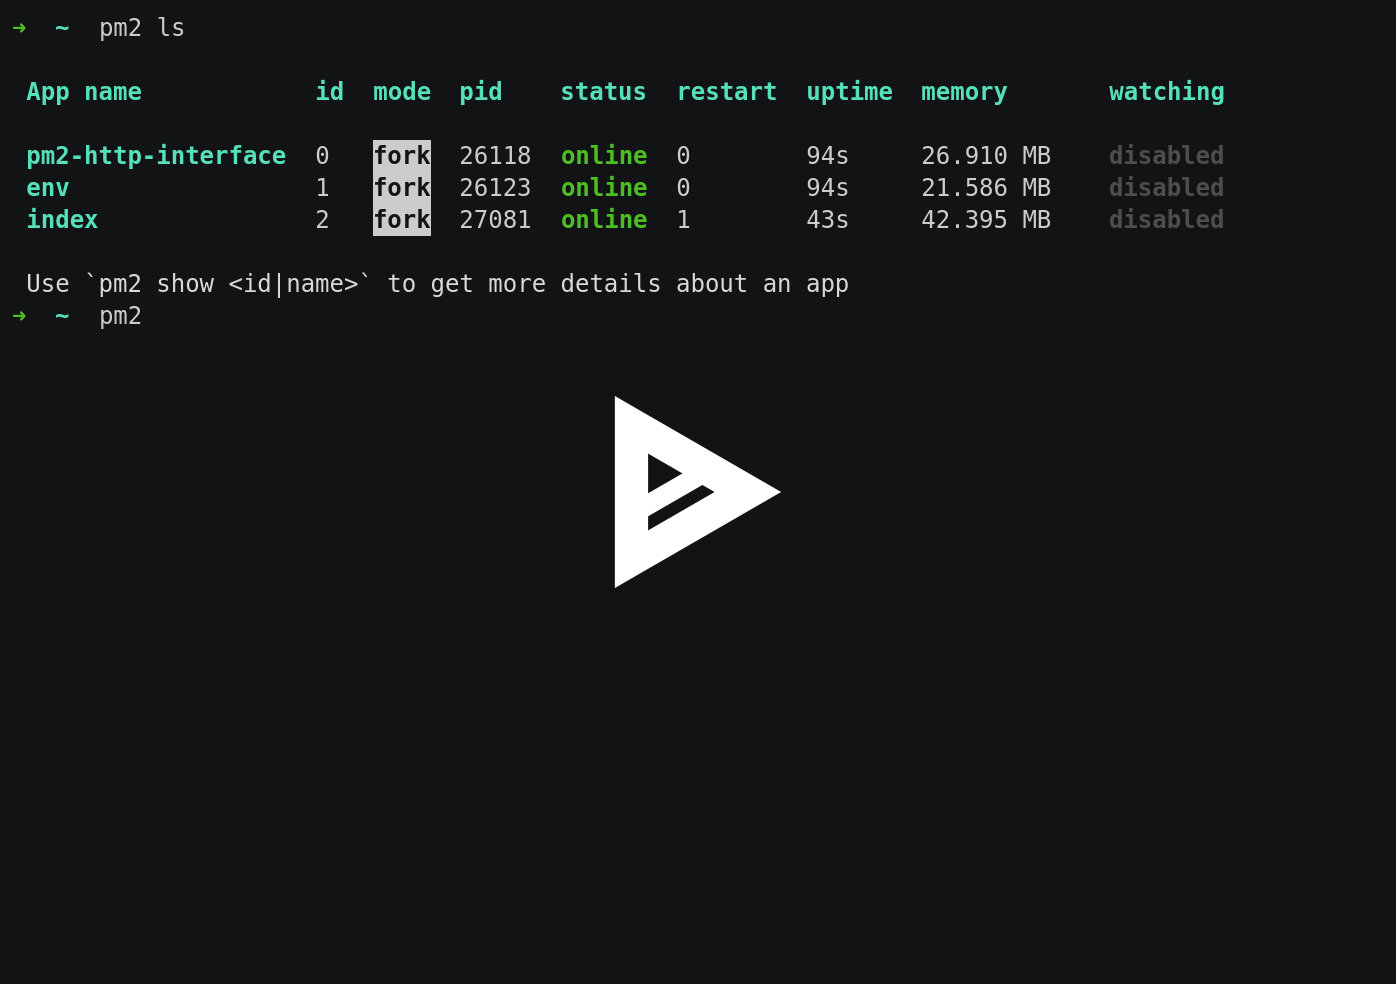 ➜ ~ pm2 ls
App name id mode pid status restart uptime memory watching
pm2-http-interface 0 fork 26118 online 0 94s 26.910 MB disabled
env 1 fork 26123 online 0 94s 21.586 MB disabled
index 2 fork 27081 online 1 43s 42.395 MB disabled
Use `pm2 show <id|name>` to get more details about an app
➜ ~ pm2